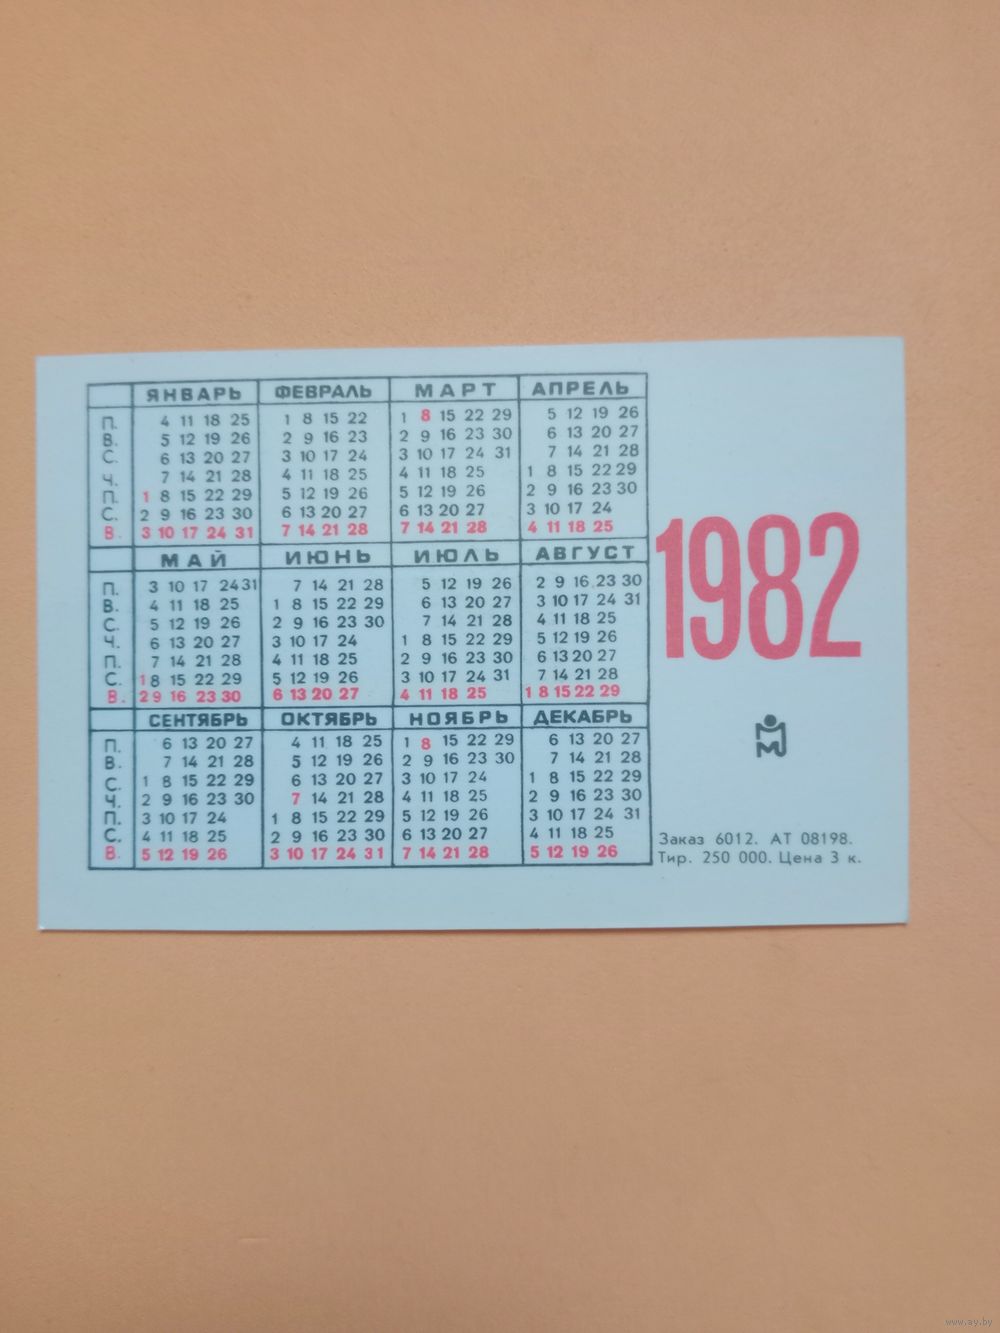 ЯНВАРЬ ФЕВРАЛЬ МАРТ АПРЕЛЬ
П. 4 11 18 25 1 8 15 22 1 8 15 22 29 5 12 19 26
В. 5 12 19 26 2 9 16 23 2 9 16 23 30 6 13 20 27
С. 6 13 20 27 3 10 17 24 3 10 17 24 31 7 14 21 28
Ч. 7 14 21 28 4 11 18 25 4 11 18 25 1 8 15 22 29
П. 1 8 15 22 29 5 12 19 26 5 12 19 26 2 9 16 23 30
С. 2 9 16 23 30 6 13 20 27 6 13 20 27 3 10 17 24
В. 3 10 17 24 31 7 14 21 28 7 14 21 28 4 11 18 25
МАЙ ИЮНЬ ИЮЛЬ АВГУСТ
П. 3 10 17 24 31 7 14 21 28 5 12 19 26 2 9 16 23 30
В. 4 11 18 25 1 8 15 22 29 6 13 20 27 3 10 17 24 31
С. 5 12 19 26 2 9 16 23 30 7 14 21 28 4 11 18 25
Ч. 6 13 20 27 3 10 17 24 1 8 15 22 29 5 12 19 26
П. 7 14 21 28 4 11 18 25 2 9 16 23 30 6 13 20 27
С. 1 8 15 22 29 5 12 19 26 3 10 17 24 31 7 14 21 28
В. 2 9 16 23 30 6 13 20 27 4 11 18 25 1 8 15 22 29
СЕНТЯБРЬ ОКТЯБРЬ НОЯБРЬ ДЕКАБРЬ
П. 6 13 20 27 4 11 18 25 1 8 15 22 29 6 13 20 27
В. 7 14 21 28 5 12 19 26 2 9 16 23 30 7 14 21 28
С. 1 8 15 22 29 6 13 20 27 3 10 17 24 1 8 15 22 29
Ч. 2 9 16 23 30 7 14 21 28 4 11 18 25 2 9 16 23 30
П. 3 10 17 24 1 8 15 22 29 5 12 19 26 3 10 17 24 31
С. 4 11 18 25 2 9 16 23 30 6 13 20 27 4 11 18 25
В. 5 12 19 26 3 10 17 24 31 7 14 21 28 5 12 19 26
1982
Заказ 6012. АТ 08198.
Тир. 250 000. Цена 3 к.
www.ay.by